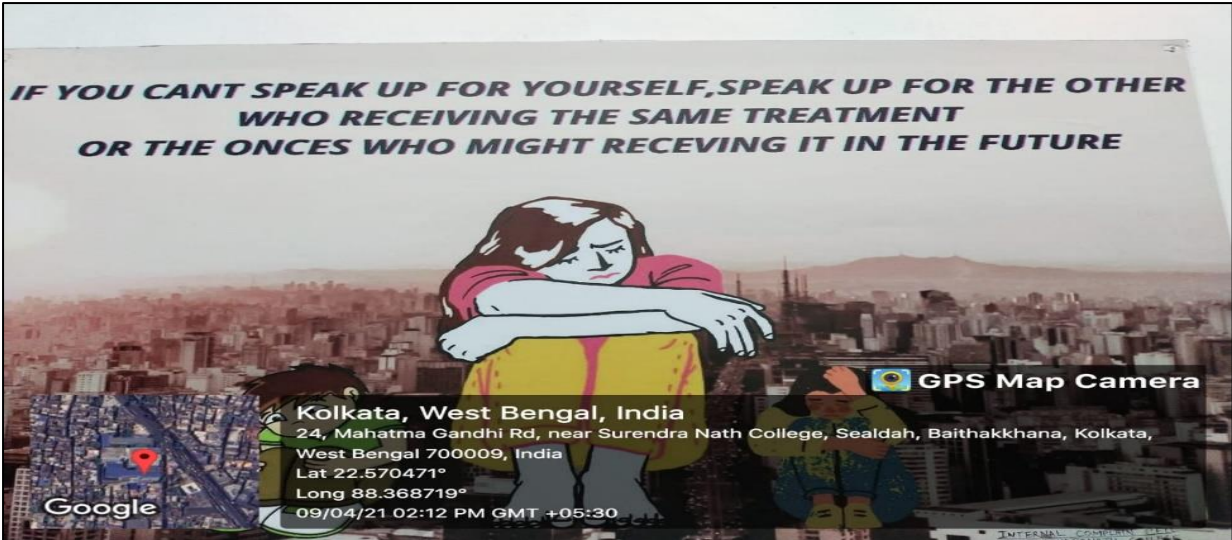 IF YOU CANT SPEAK UP FOR YOURSELF,SPEAK UP FOR THE OTHER
WHO RECEIVING THE SAME TREATMENT
OR THE ONCES WHO MIGHT RECEVING IT IN THE FUTURE
GPS Map Camera
Kolkata, West Bengal, India
24, Mahatma Gandhi Rd, near Surendra Nath College, Sealdah, Baithakkhana, Kolkata,
West Bengal 700009, India
Lat 22.570471°
Long 88.368719°
09/04/21 02:12 PM GMT +05:30
Google
INTERNAL COMPLAIN